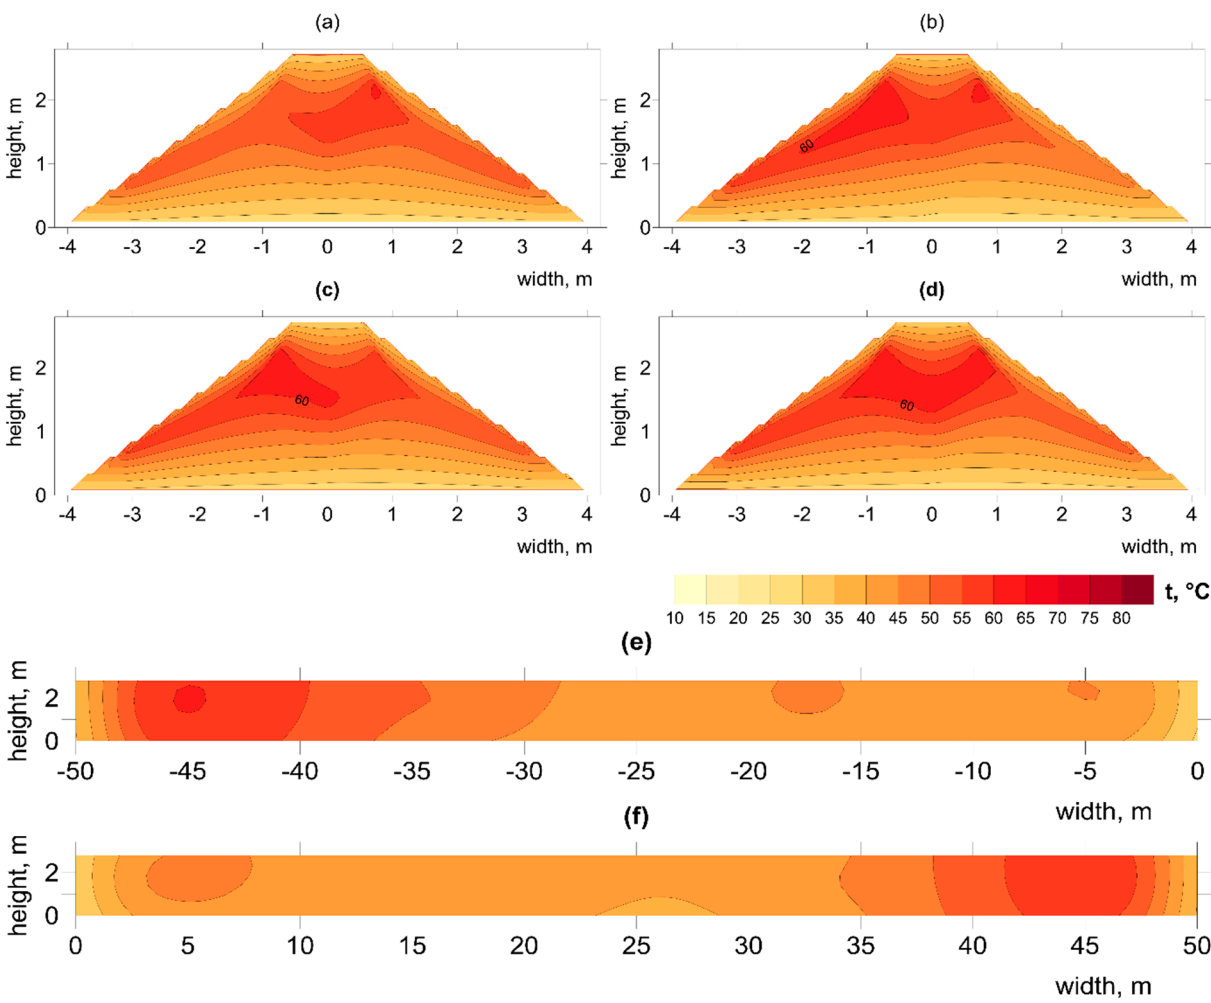 (a) (b)
height, m 2 1 0 height, m 2 1 0
60
-4 -3 -2 -1 0 1 2 3 4 -4 -3 -2 -1 0 1 2 3 4
width, m width, m
(c) (d)
height, m 2 1 0 height, m 2 1 0
60 60
-4 -3 -2 -1 0 1 2 3 4 -4 -3 -2 -1 0 1 2 3 4
width, m width, m
t, °C
10 15 20 25 30 35 40 45 50 55 60 65 70 75 80
(e)
height, m 2 0
-50 -45 -40 -35 -30 -25 -20 -15 -10 -5 0
width, m
(f)
height, m 2 0
0 5 10 15 20 25 30 35 40 45 50
width, m